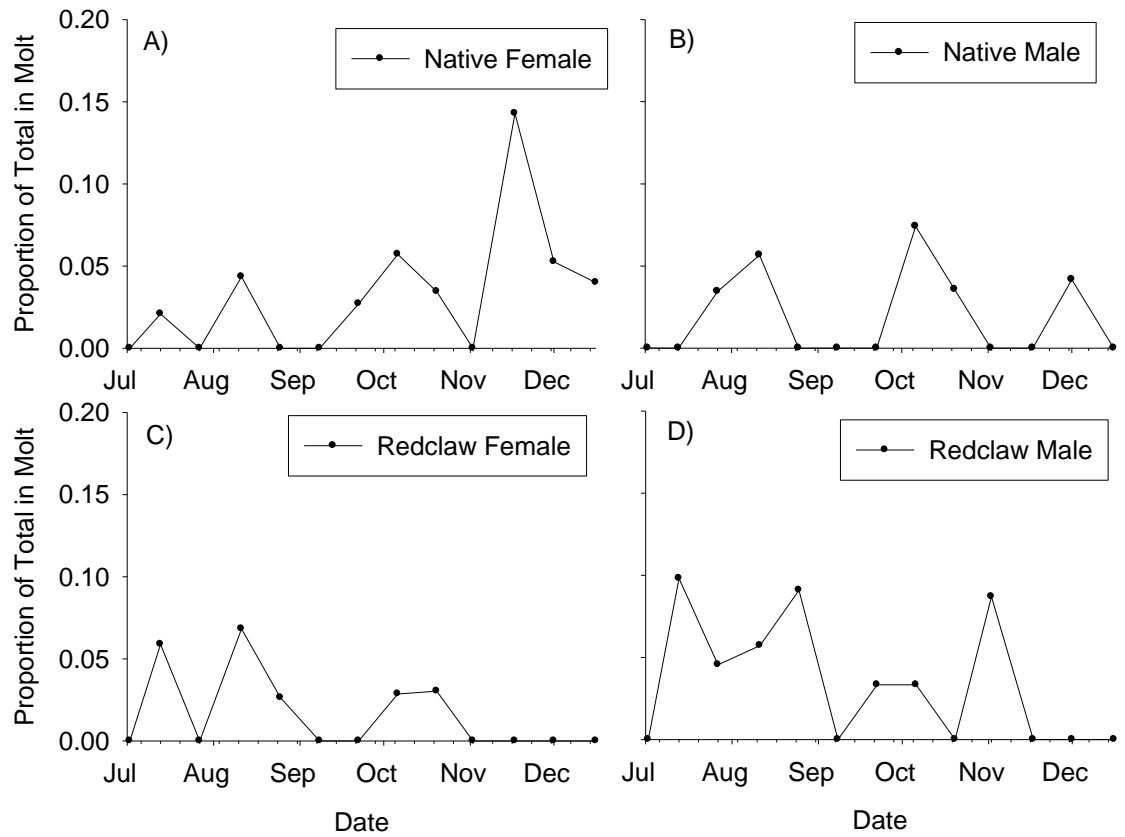 A)
Native Female
Proportion of Total in Molt
0.20
0.15
0.10
0.05
0.00
Jul Aug Sep Oct Nov Dec
B)
Native Male
Jul Aug Sep Oct Nov Dec
C)
Redclaw Female
Proportion of Total in Molt
0.20
0.15
0.10
0.05
0.00
Jul Aug Sep Oct Nov Dec
Date
D)
Redclaw Male
Jul Aug Sep Oct Nov Dec
Date